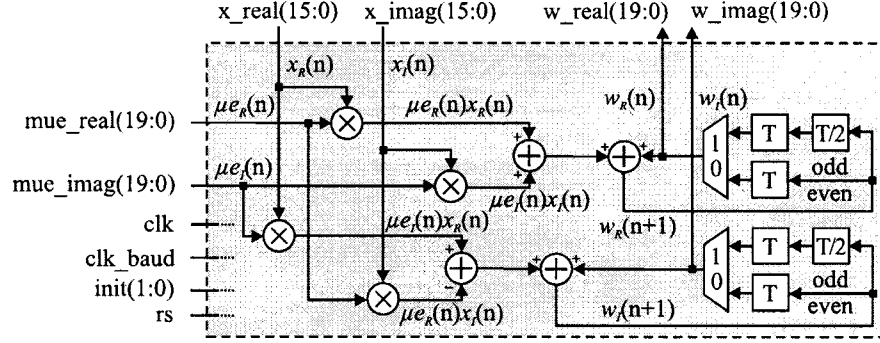 x_real(15:0) x_imag(15:0) w_real(19:0) w_imag(19:0)
x_R(n) x_I(n)
w_R(n) w_I(n)
mue_real(19:0) μe_R(n) μe_R(n)x_R(n)
1 0 T T/2
T odd even
mue_imag(19:0) μe_I(n) μe_I(n)x_I(n)
clk μe_I(n)x_R(n) w_R(n+1)
clk_baud
1 0 T T/2
T odd even
init(1:0)
rs μe_R(n)x_I(n) w_I(n+1)